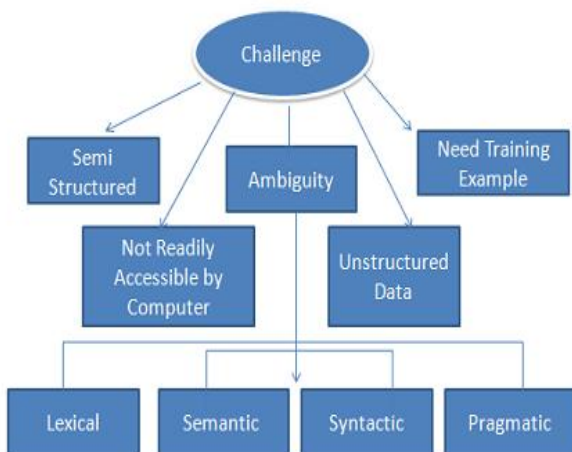 Challenge
Semi
Structured
Ambiguity
Need Training
Example
Not Readily
Accessible by
Computer
Unstructured
Data
Lexical
Semantic
Syntactic
Pragmatic